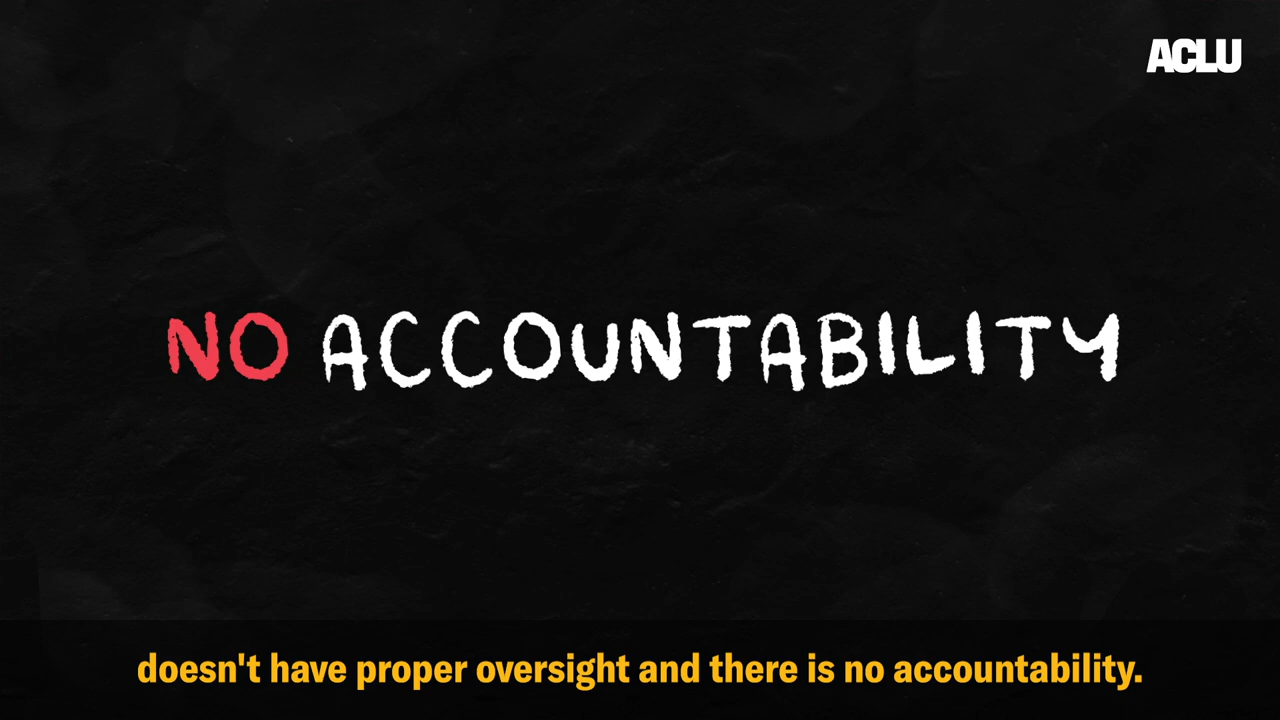 ACLU
NO ACCOUNTABILITY
doesn't have proper oversight and there is no accountability.